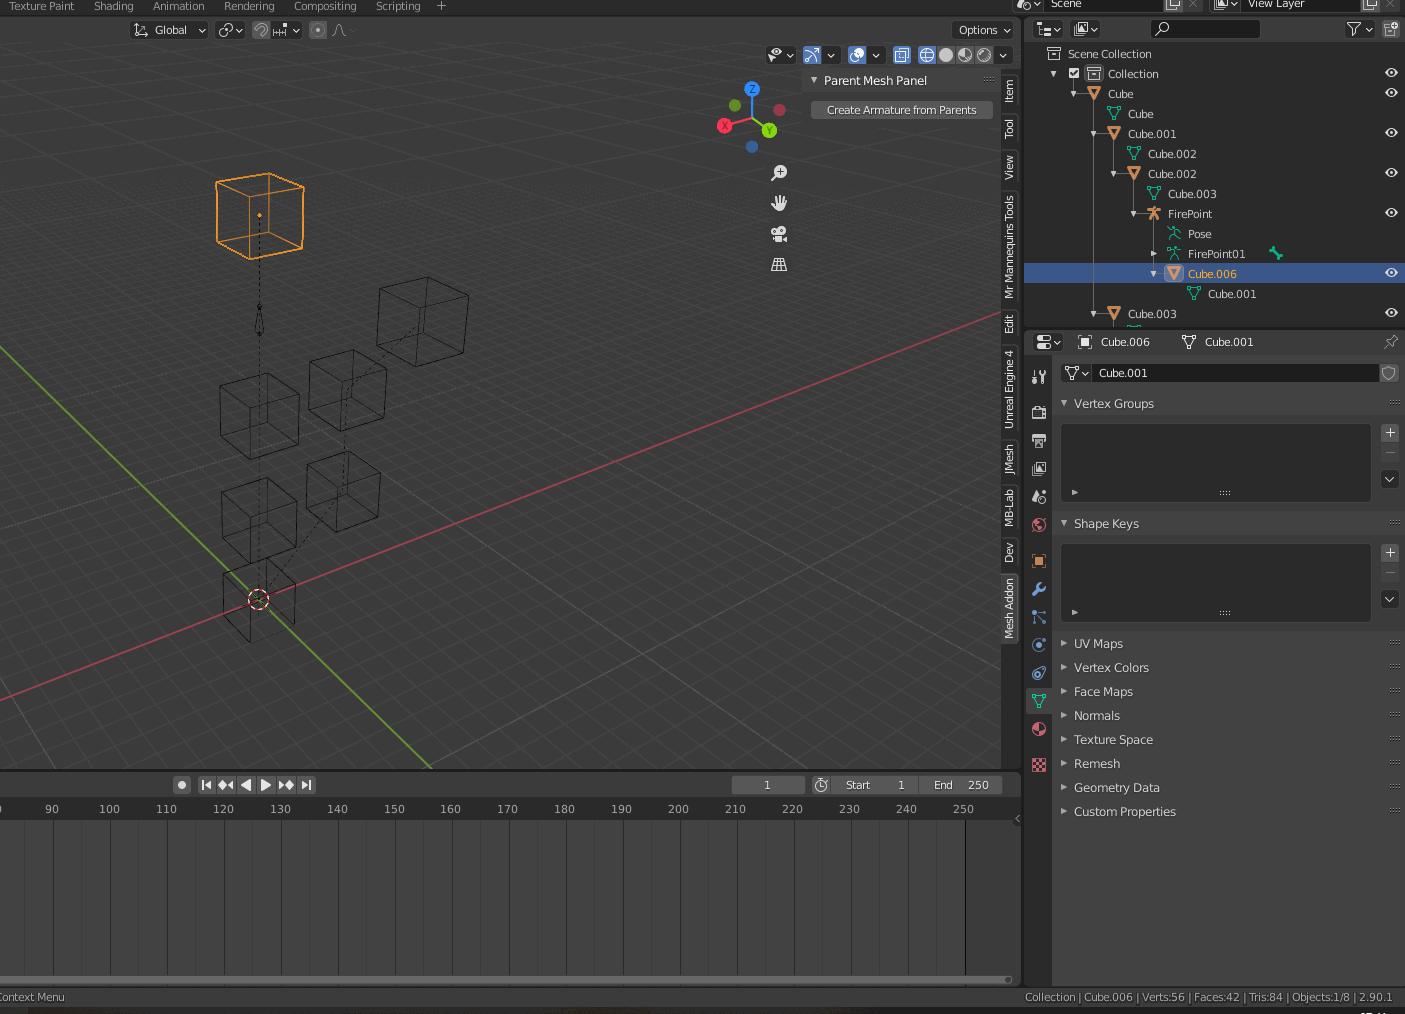 Texture Paint Shading Animation Rendering Compositing Scripting +
Scene View Layer
Global Options
Parent Mesh Panel
Create Armature from Parents
Z
X
Y
Item
Tool
View
Mr Mannequins Tools
Edit
Unreal Engine 4
JMesh
MB-Lab
Dev
Mesh Addon
Scene Collection
Collection
Cube
Cube
Cube.001
Cube.002
Cube.002
Cube.003
FirePoint
Pose
FirePoint01
Cube.006
Cube.001
Cube.003
Cube.006 Cube.001
Cube.001
Vertex Groups
Shape Keys
UV Maps
Vertex Colors
Face Maps
Normals
Texture Space
Remesh
Geometry Data
Custom Properties
1 Start 1 End 250
90 100 110 120 130 140 150 160 170 180 190 200 210 220 230 240 250
Context Menu
Collection | Cube.006 | Verts:56 | Faces:42 | Tris:84 | Objects:1/8 | 2.90.1